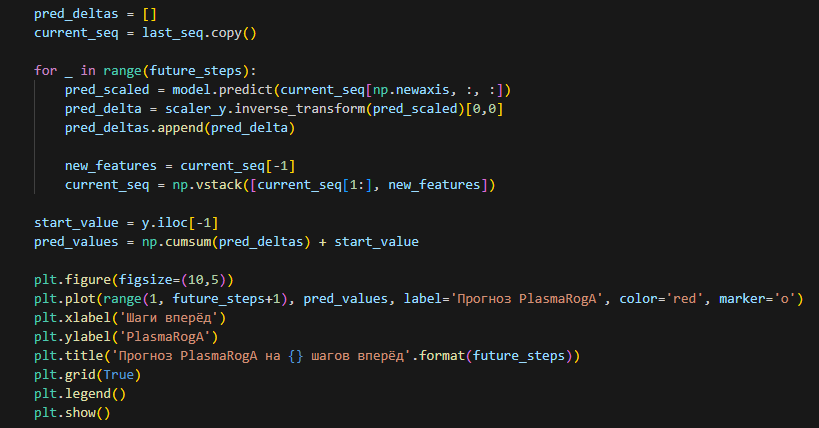 pred_deltas = []
current_seq = last_seq.copy()

for _ in range(future_steps):
    pred_scaled = model.predict(current_seq[np.newaxis, :, :])
    pred_delta = scaler_y.inverse_transform(pred_scaled)[0,0]
    pred_deltas.append(pred_delta)

    new_features = current_seq[-1]
    current_seq = np.vstack([current_seq[1:], new_features])

start_value = y.iloc[-1]
pred_values = np.cumsum(pred_deltas) + start_value

plt.figure(figsize=(10,5))
plt.plot(range(1, future_steps+1), pred_values, label='Прогноз PlasmaRogA', color='red', marker='o')
plt.xlabel('Шаги вперёд')
plt.ylabel('PlasmaRogA')
plt.title('Прогноз PlasmaRogA на {} шагов вперёд'.format(future_steps))
plt.grid(True)
plt.legend()
plt.show()